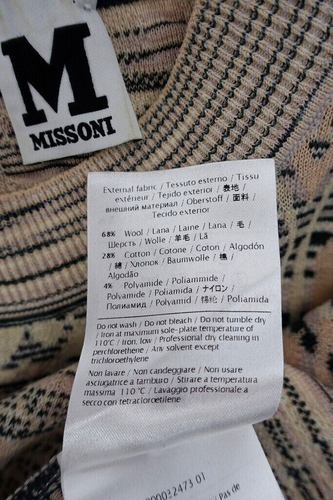 M
MISSONI
External fabric / Tessuto esterno / Tissu
extérieur / Tejido exterior / 表地 /
внешний материал / Oberstoff / 面料 /
Tecido exterior
68% Wool / Lana / Laine / Lana / 毛 /
Шерсть / Wolle / 羊毛 / Lã
28% Cotton / Cotone / Coton / Algodón
/ 綿 / Хлопок / Baumwolle / 棉 /
Algodão
4% Polyamide / Poliammide /
Polyamide / Poliamida / ナイロン /
Полиамид / Polyamid / 锦纶 / Poliamida
Do not wash / Do not bleach / Do not tumble dry
/ Iron at maximum sole-plate temperature of
110°C / Iron, low / Professional dry cleaning in
perchlorethene / Any solvent except
trichloroethylene
Non lavare / Non candeggiare / Non usare
asciugatrice a tamburo / Stirare a temperatura
massima 110 °C / Lavaggio professionale a
secco con tetracloroetilene
32473 01
/ Pas de